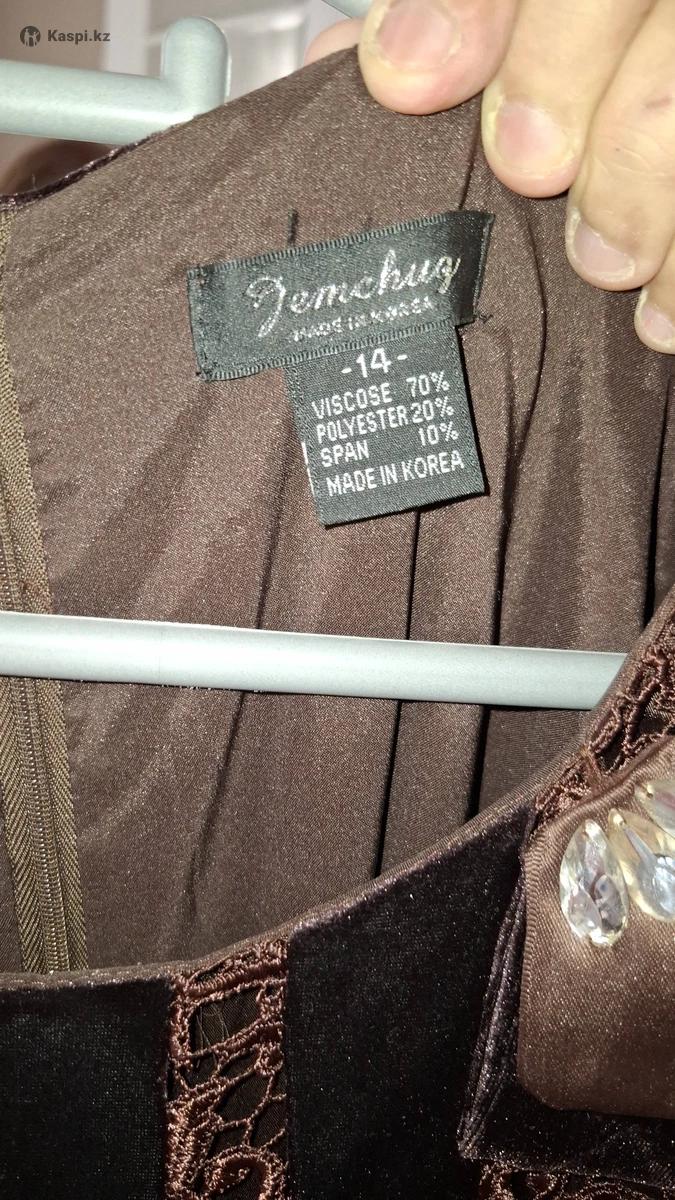 Kaspi.kz
Jemchug
MADE IN KOREA
-14-
VISCOSE 70%
POLYESTER 20%
SPAN 10%
MADE IN KOREA